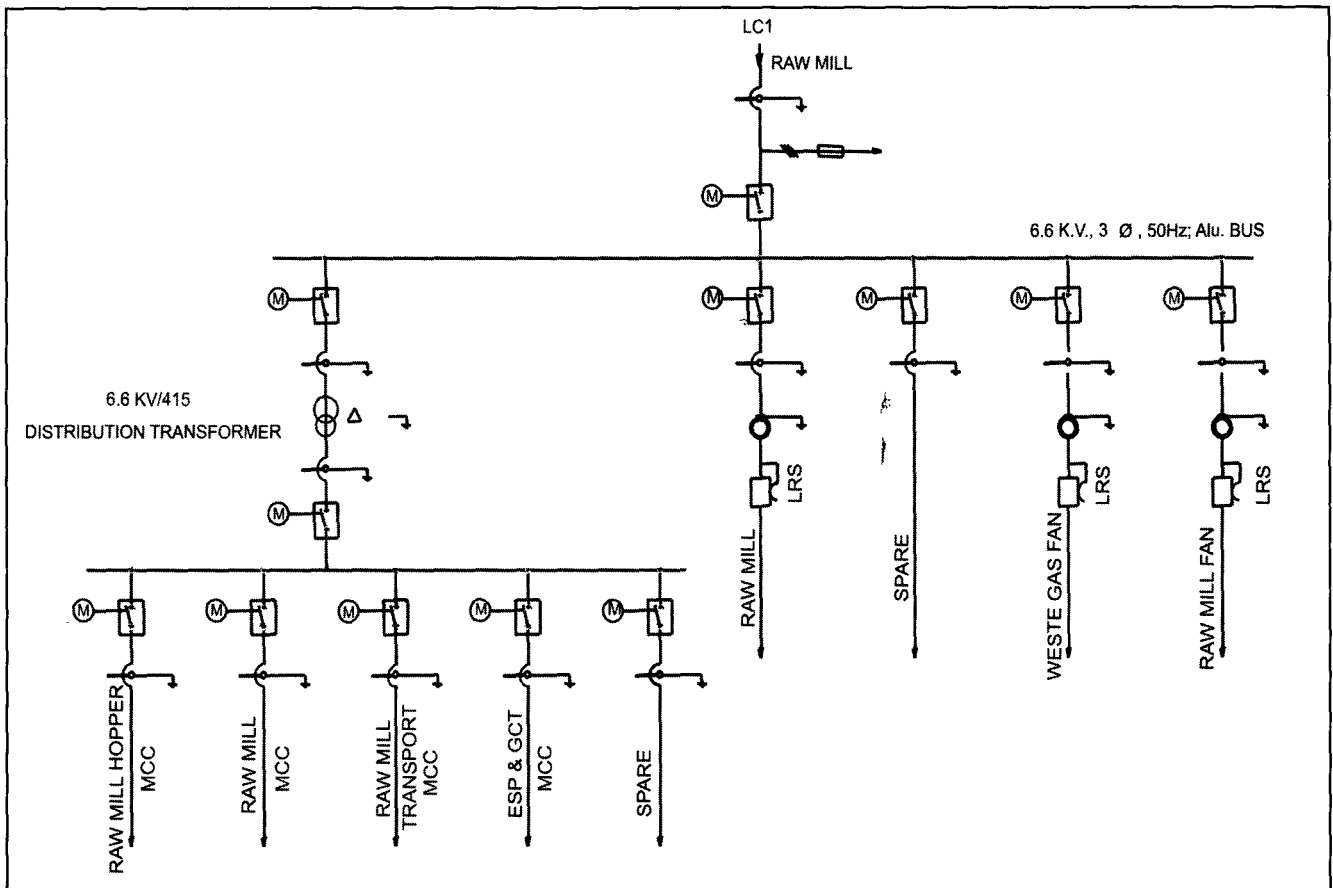 LC1
RAW MILL
M
6.6 K.V., 3 Ø , 50Hz; Alu. BUS
M
M
M
M
M
6.6 KV/415
DISTRIBUTION TRANSFORMER
Δ
LRS
LRS
LRS
M
RAW MILL
SPARE
WESTE GAS FAN
RAW MILL FAN
M
M
M
M
M
RAW MILL HOPPER
MCC
RAW MILL
MCC
RAW MILL
TRANSPORT
MCC
ESP & GCT
MCC
SPARE